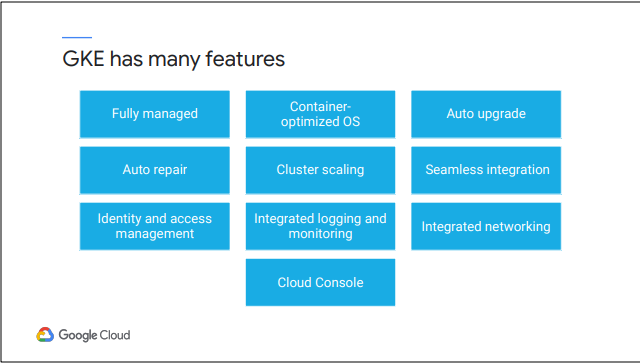 GKE has many features
Fully managed
Container-
optimized OS
Auto upgrade
Auto repair
Cluster scaling
Seamless integration
Identity and access
management
Integrated logging and
monitoring
Integrated networking
Cloud Console
Google Cloud